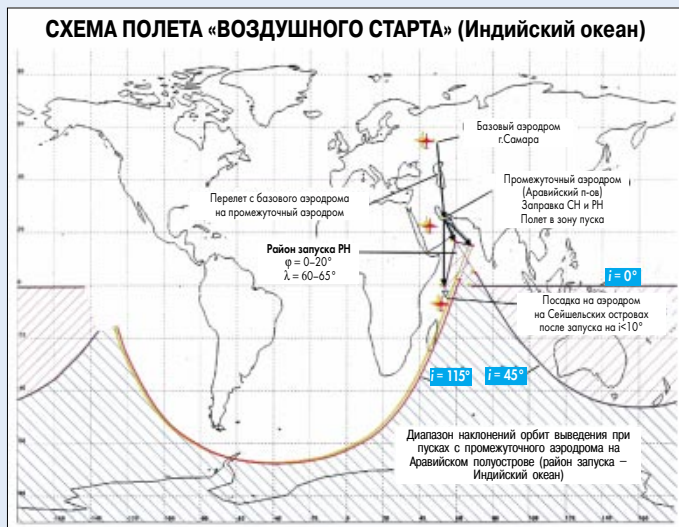 СХЕМА ПОЛЕТА «ВОЗДУШНОГО СТАРТА» (Индийский океан)
Базовый аэродром
г.Самара
Промежуточный аэродром
(Аравийский п-ов)
Заправка СН и РН
Полет в зону пуска
Перелет с базового аэродрома
на промежуточный аэродром
Район запуска РН
φ = 0–20°
λ = 60–65°
i = 0°
Посадка на аэродром
на Сейшельских островах
после запуска на i<10°
i = 115°
i = 45°
Диапазон наклонений орбит выведения при
пусках с промежуточного аэродрома на
Аравийском полуострове (район запуска –
Индийский океан)